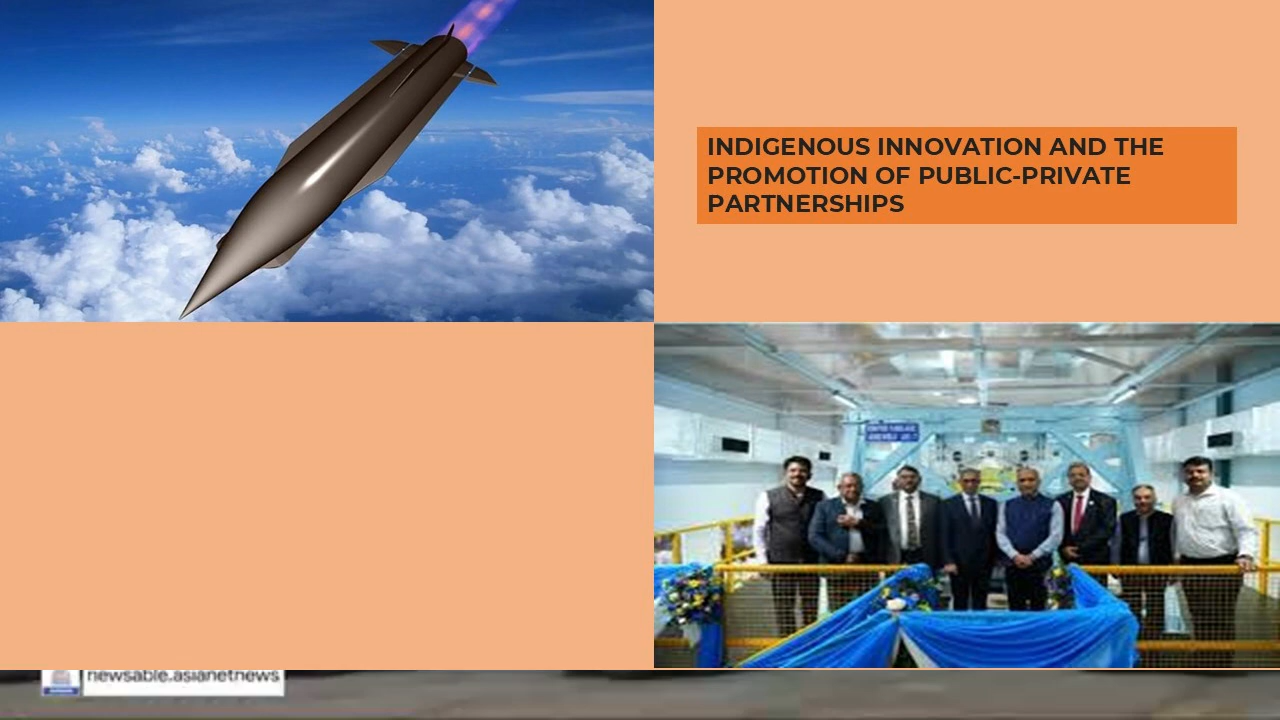 INDIGENOUS INNOVATION AND THE
PROMOTION OF PUBLIC-PRIVATE
PARTNERSHIPS
newsable.asianetnews